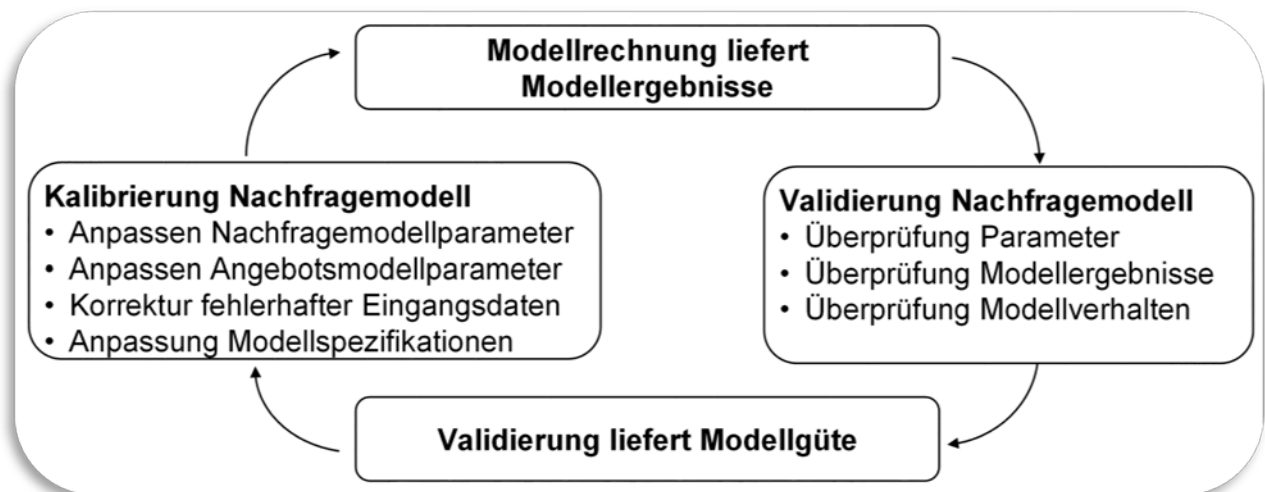 Modellrechnung liefert
Modellergebnisse
Kalibrierung Nachfragemodell
• Anpassen Nachfragemodellparameter
• Anpassen Angebotsmodellparameter
• Korrektur fehlerhafter Eingangsdaten
• Anpassung Modellspezifikationen
Validierung Nachfragemodell
• Überprüfung Parameter
• Überprüfung Modellergebnisse
• Überprüfung Modellverhalten
Validierung liefert Modellgüte